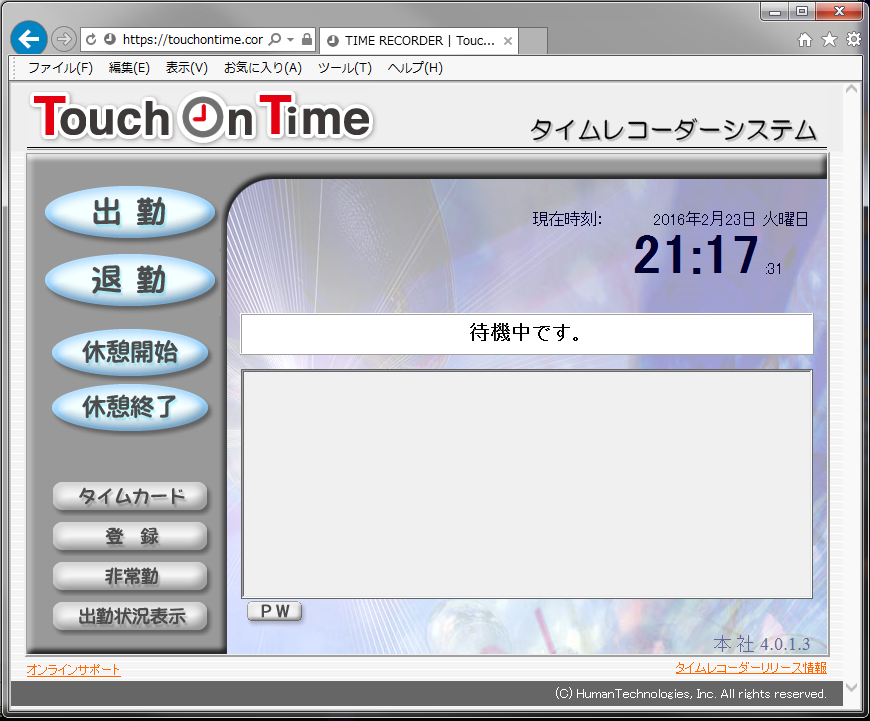 https://touchontime.cor
TIME RECORDER | Touc...
ファイル(F) 編集(E) 表示(V) お気に入り(A) ツール(T) ヘルプ(H)
Touch On Time
タイムレコーダーシステム
出 勤
退 勤
休憩開始
休憩終了
タイムカード
登 録
非常勤
出勤状況表示
現在時刻: 2016年2月23日 火曜日
21:17 :31
待機中です。
PW
本社 4.0.1.3
オンラインサポート
タイムレコーダーリリース情報
(C) HumanTechnologies, Inc. All rights reserved.